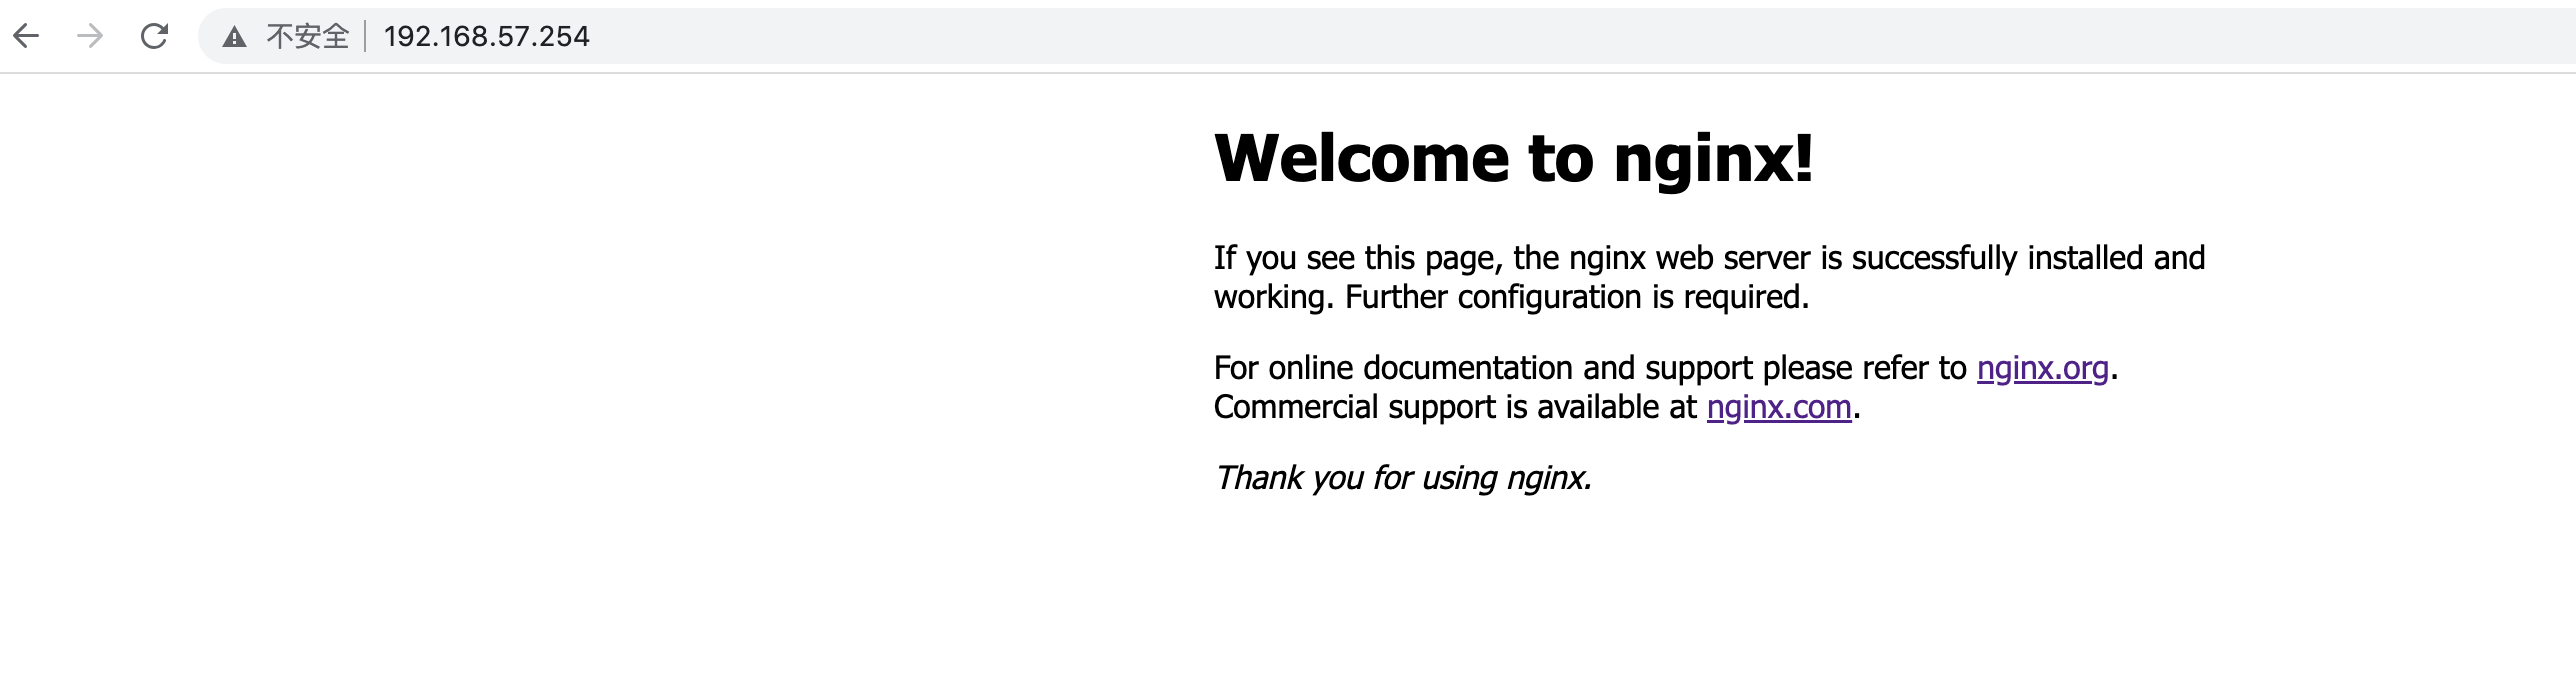 不安全 192.168.57.254
Welcome to nginx!
If you see this page, the nginx web server is successfully installed and
working. Further configuration is required.
For online documentation and support please refer to nginx.org.
Commercial support is available at nginx.com.
Thank you for using nginx.